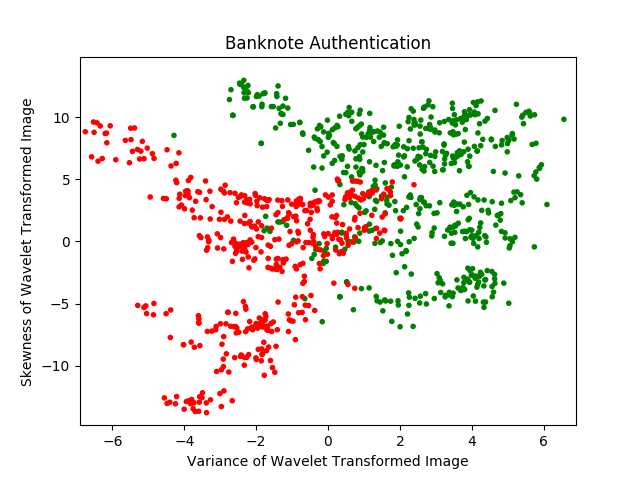 Banknote Authentication
10
5
0
−5
−10
Skewness of Wavelet Transformed Image
−6 −4 −2 0 2 4 6
Variance of Wavelet Transformed Image